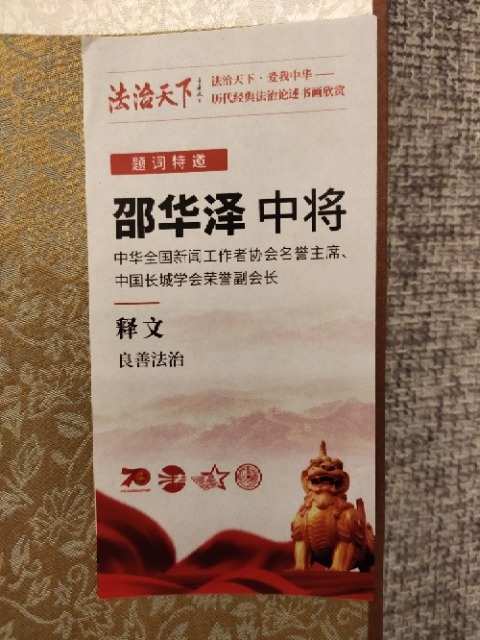 法治天下
法治天下·爱我中华——
历代经典法治论述书画欣赏
题词特邀
邵华泽 中将
中华全国新闻工作者协会名誉主席、
中国长城学会荣誉副会长
释文
良善法治
70